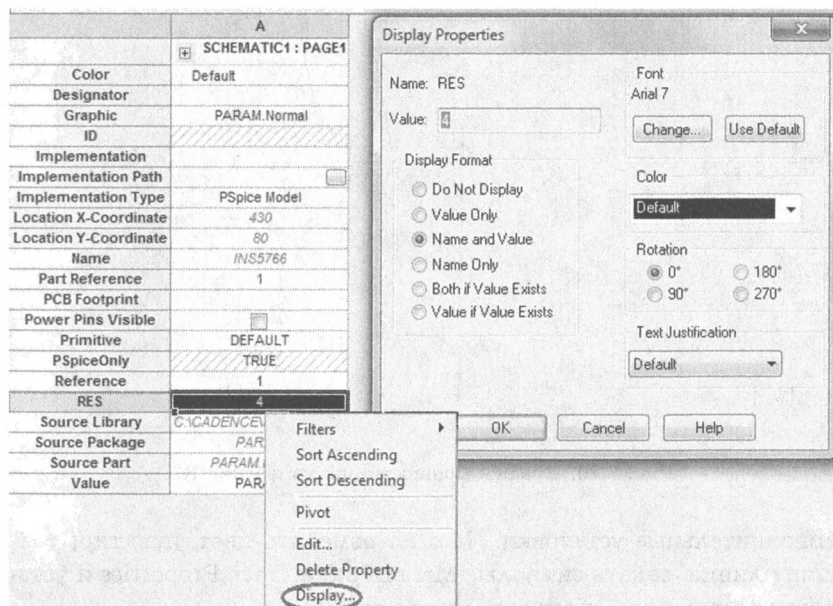 A
SCHEMATIC1 : PAGE1
Color Default
Designator
Graphic PARAM.Normal
ID
Implementation
Implementation Path
Implementation Type PSpice Model
Location X-Coordinate 430
Location Y-Coordinate 80
Name INS5766
Part Reference 1
PCB Footprint
Power Pins Visible
Primitive DEFAULT
PSpiceOnly TRUE
Reference 1
RES 4
Source Library C:\CADENCE\
Source Package PAR
Source Part PARAM.
Value PAR
Filters
Sort Ascending
Sort Descending
Pivot
Edit...
Delete Property
Display...
Display Properties
Name: RES
Value: 4
Display Format
Do Not Display
Value Only
Name and Value
Name Only
Both if Value Exists
Value if Value Exists
Font
Arial 7
Change... Use Default
Color
Default
Rotation
0° 180°
90° 270°
Text Justification
Default
OK Cancel Help